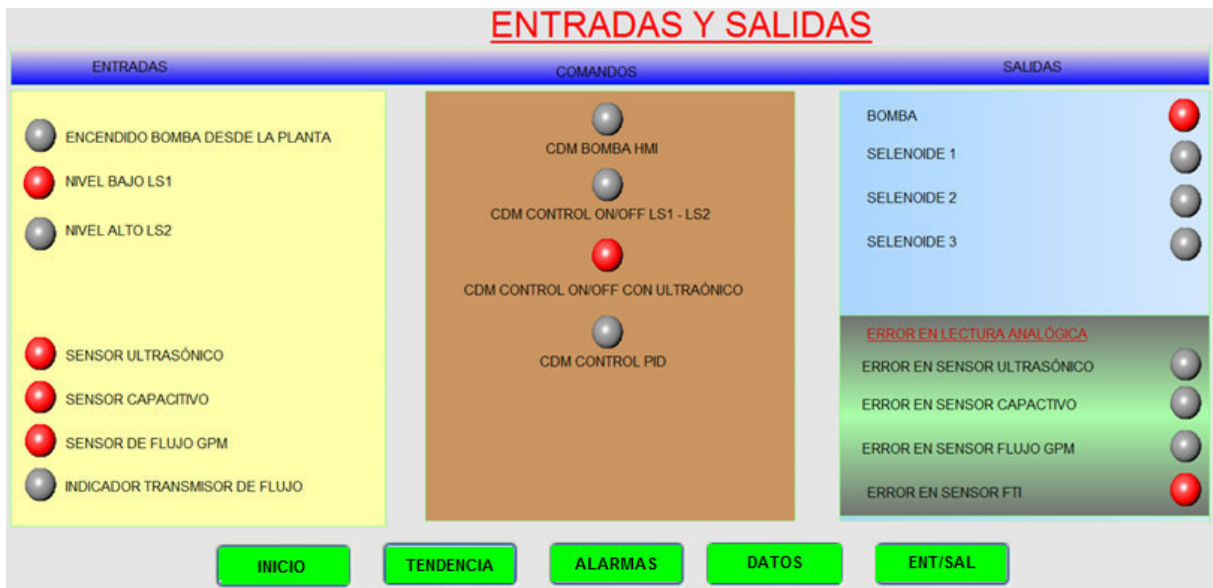 ENTRADAS Y SALIDAS
ENTRADAS
COMANDOS
SALIDAS
ENCENDIDO BOMBA DESDE LA PLANTA
NIVEL BAJO LS1
NIVEL ALTO LS2
SENSOR ULTRASÓNICO
SENSOR CAPACITIVO
SENSOR DE FLUJO GPM
INDICADOR TRANSMISOR DE FLUJO
CDM BOMBA HMI
CDM CONTROL ON/OFF LS1 - LS2
CDM CONTROL ON/OFF CON ULTRAÓNICO
CDM CONTROL PID
BOMBA
SELENOIDE 1
SELENOIDE 2
SELENOIDE 3
ERROR EN LECTURA ANALÓGICA
ERROR EN SENSOR ULTRASÓNICO
ERROR EN SENSOR CAPACTIVO
ERROR EN SENSOR FLUJO GPM
ERROR EN SENSOR FTI
INICIO
TENDENCIA
ALARMAS
DATOS
ENT/SAL